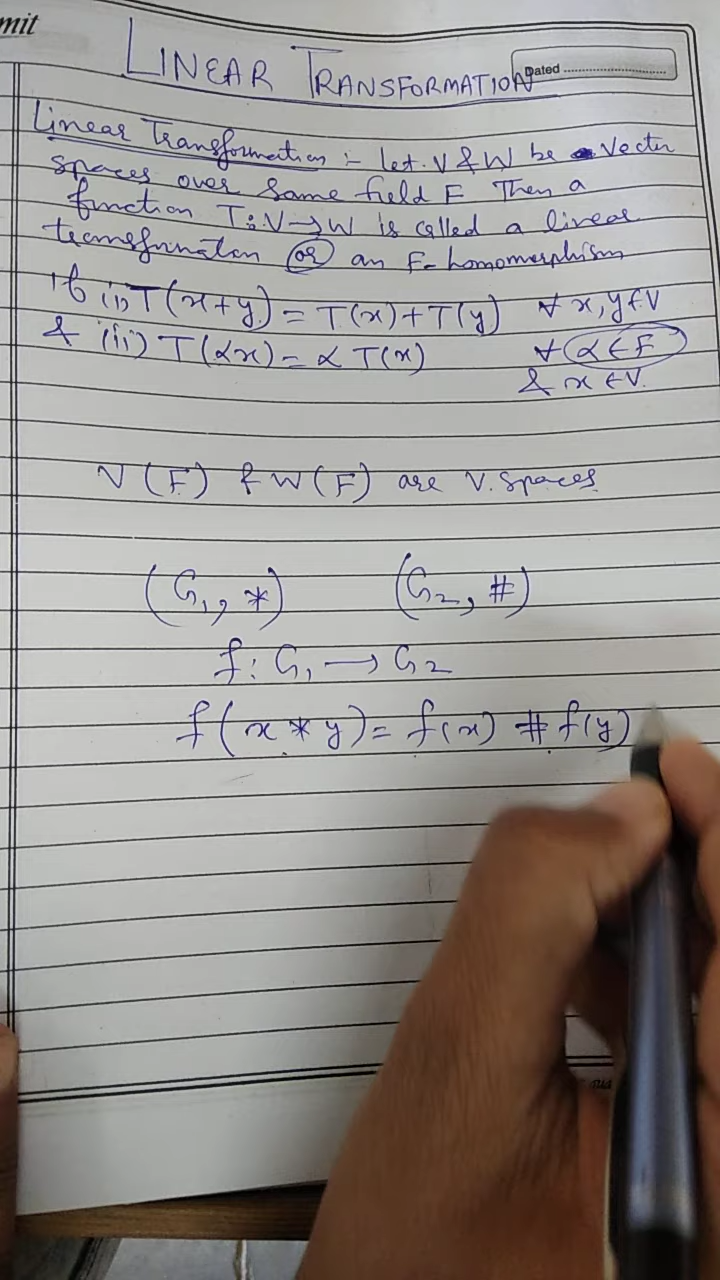 mit
LINEAR TRANSFORMATION
Dated
Linear Transformation :- let V & W be a Vector
spaces over same field F Then a
function T: V → W is called a linear
transformation (or) an F-homomorphism
if (i) T(x+y) = T(x) + T(y) ∀ x, y ∈ V
& (ii) T(αx) = α T(x) ∀ α ∈ F
& x ∈ V.
V(F) & W(F) are V. spaces
(G₁, *) (G₂, #)
f: G₁ → G₂
f(x * y) = f(x) # f(y)